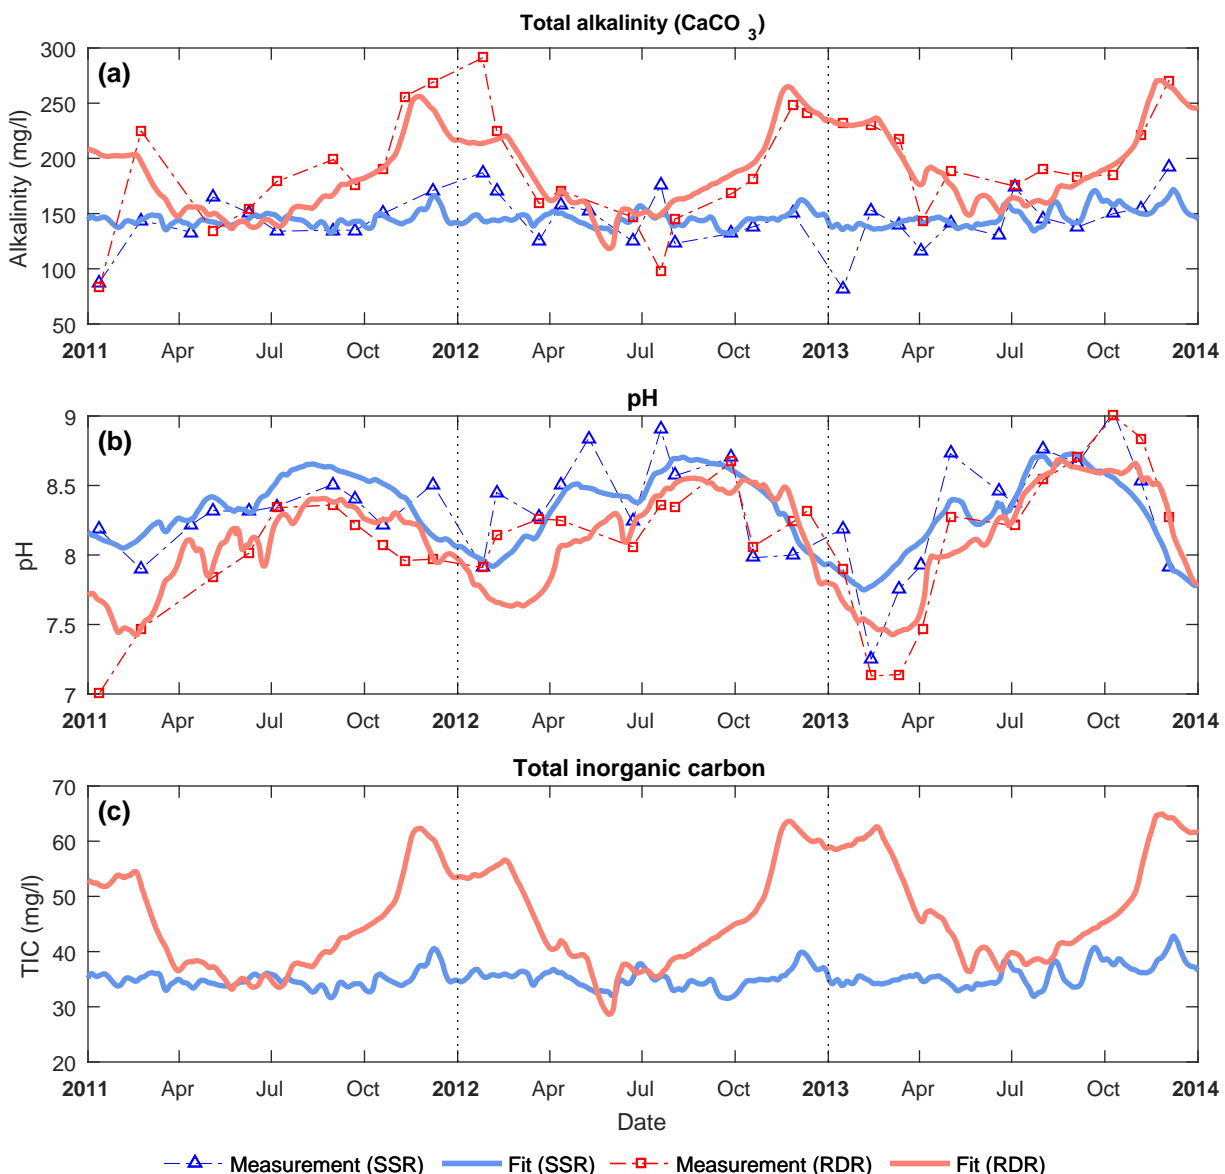 Total alkalinity (CaCO 3)
(a)
Alkalinity (mg/l)
300
250
200
150
100
50
2011 Apr Jul Oct 2012 Apr Jul Oct 2013 Apr Jul Oct 2014
pH
(b)
pH
9
8.5
8
7.5
7
2011 Apr Jul Oct 2012 Apr Jul Oct 2013 Apr Jul Oct 2014
Total inorganic carbon
(c)
TIC (mg/l)
70
60
50
40
30
20
2011 Apr Jul Oct 2012 Apr Jul Oct 2013 Apr Jul Oct 2014
Date
Measurement (SSR) Fit (SSR) Measurement (RDR) Fit (RDR)